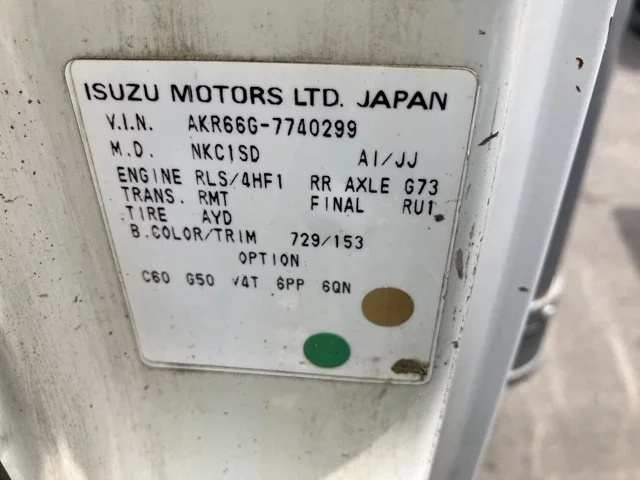 ISUZU MOTORS LTD. JAPAN
V.I.N. AKR66G-7740299
M.D. NKC1SD A1/JJ
ENGINE RLS/4HF1 RR AXLE G73
TRANS. RMT FINAL RU1
TIRE AYD
B.COLOR/TRIM 729/153
OPTION
C60 G50 V4T 6PP 6QN